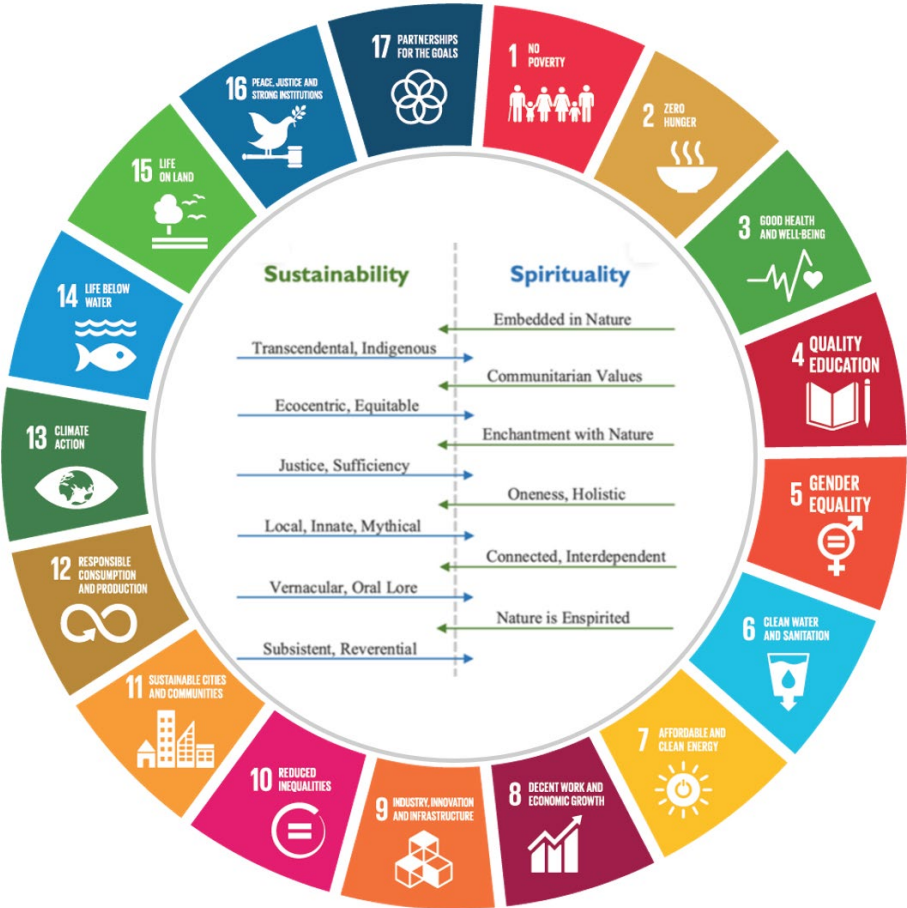 17 PARTNERSHIPS
FOR THE GOALS
1 NO
POVERTY
2 ZERO
HUNGER
3 GOOD HEALTH
AND WELL-BEING
4 QUALITY
EDUCATION
5 GENDER
EQUALITY
6 CLEAN WATER
AND SANITATION
7 AFFORDABLE AND
CLEAN ENERGY
8 DECENT WORK AND
ECONOMIC GROWTH
9 INDUSTRY, INNOVATION
AND INFRASTRUCTURE
10 REDUCED
INEQUALITIES
11 SUSTAINABLE CITIES
AND COMMUNITIES
12 RESPONSIBLE
CONSUMPTION
AND PRODUCTION
13 CLIMATE
ACTION
14 LIFE BELOW
WATER
15 LIFE
ON LAND
16 PEACE, JUSTICE AND
STRONG INSTITUTIONS
Sustainability
Spirituality
Embedded in Nature
Transcendental, Indigenous
Communitarian Values
Ecocentric, Equitable
Enchantment with Nature
Justice, Sufficiency
Oneness, Holistic
Local, Innate, Mythical
Connected, Interdependent
Vernacular, Oral Lore
Nature is Enspirited
Subsistent, Reverential